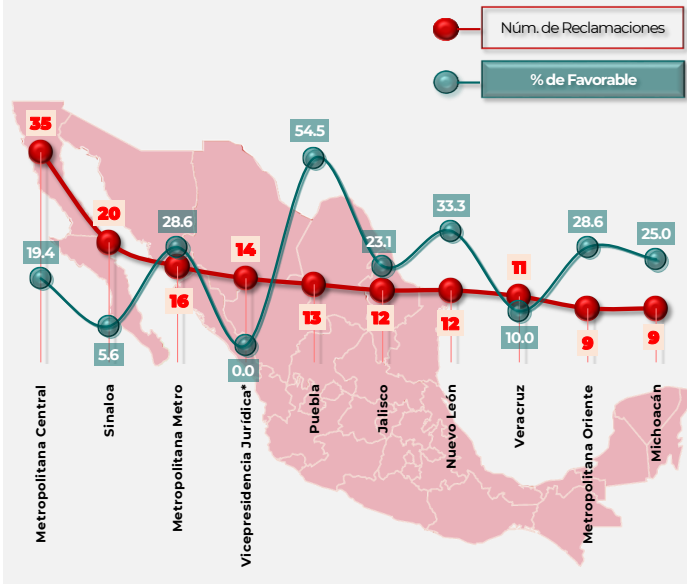 Núm. de Reclamaciones
% de Favorable
35
20
16
14
13
12
12
11
9
9
19.4
5.6
28.6
0.0
54.5
23.1
33.3
10.0
28.6
25.0
Metropolitana Central
Sinaloa
Metropolitana Metro
Vicepresidencia Jurídica*
Puebla
Jalisco
Nuevo León
Veracruz
Metropolitana Oriente
Michoacán